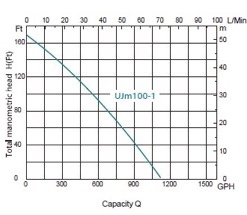 0 10 20 30 40 50 60 70 80 90 100 L/Min
Ft
m
160
120
80
40
0
50
40
30
20
10
0
Total manometric head H(Ft)
UJm100-1
0 300 600 900 1200 1500
GPH
Capacity Q